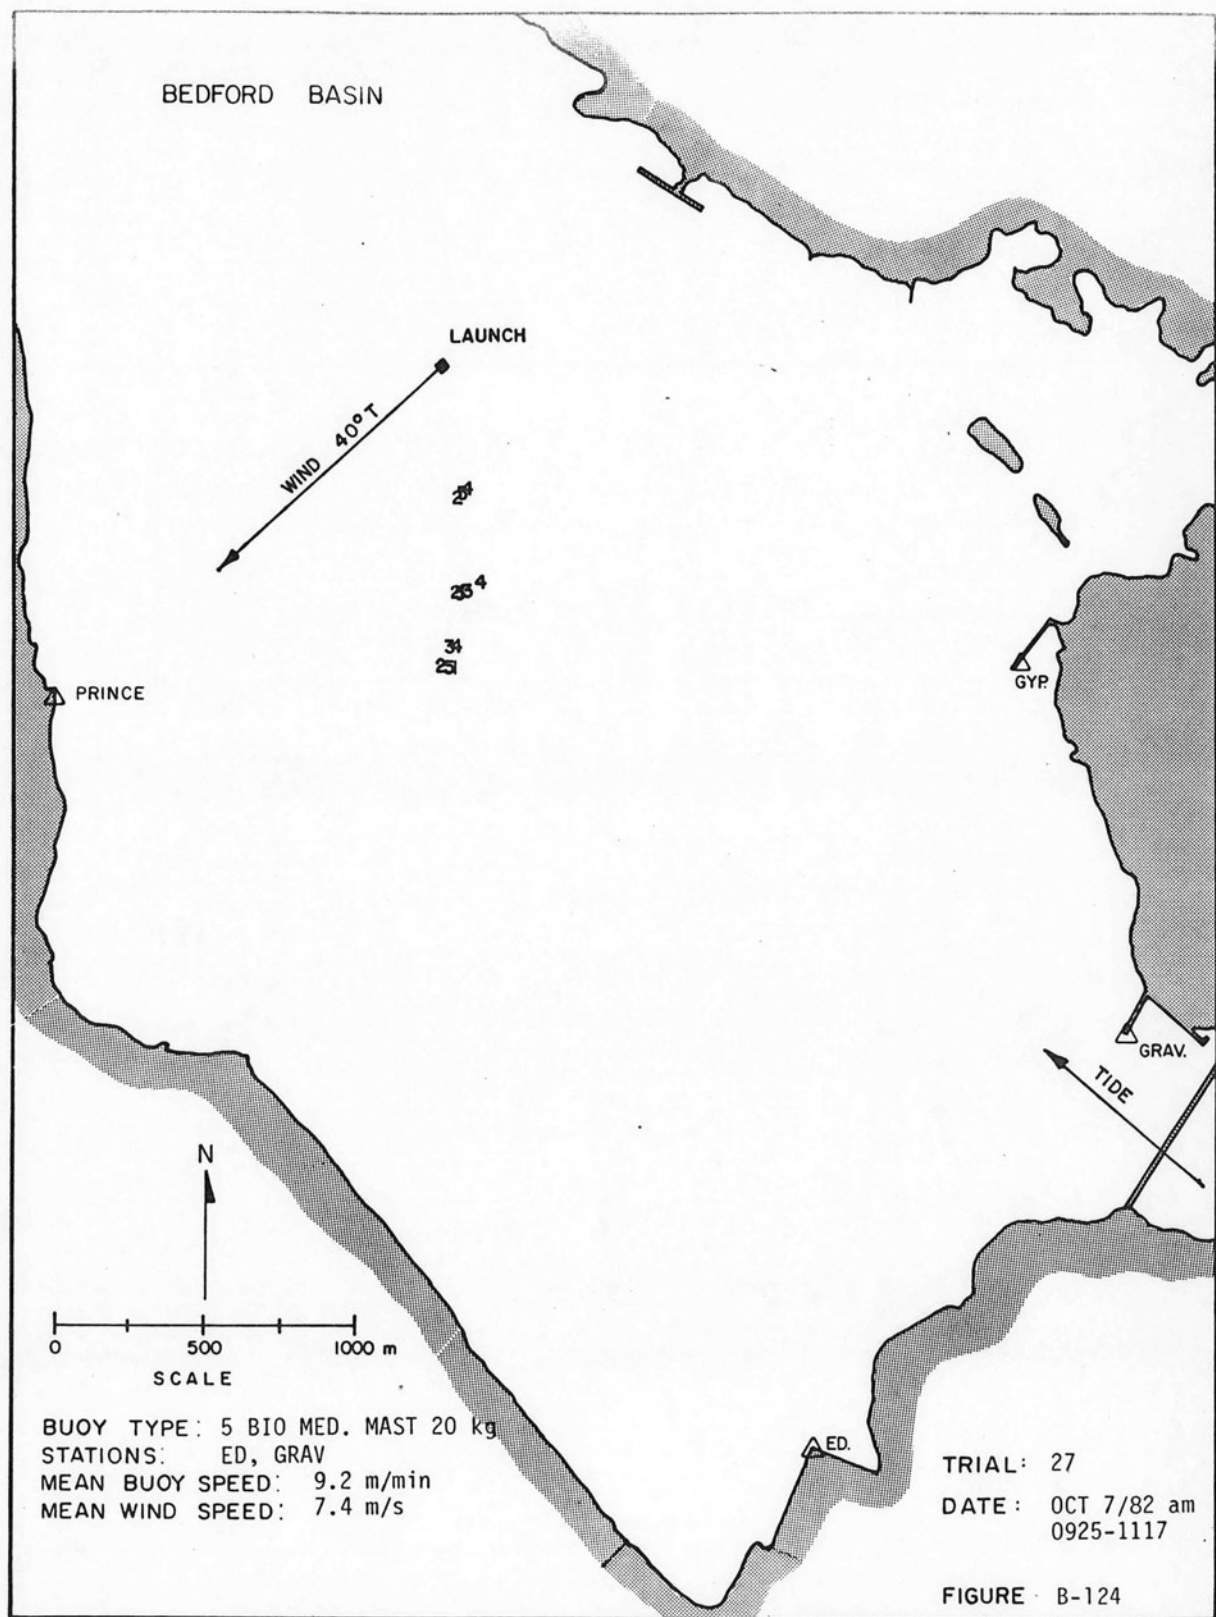 BEDFORD BASIN
LAUNCH
WIND 40° T
4
34
PRINCE
GYP.
GRAV.
TIDE
N
0 500 1000 m
SCALE
BUOY TYPE: 5 BIO MED. MAST 20 kg
STATIONS: ED, GRAV
MEAN BUOY SPEED: 9.2 m/min
MEAN WIND SPEED: 7.4 m/s
ED.
TRIAL: 27
DATE: OCT 7/82 am
0925-1117
FIGURE B-124